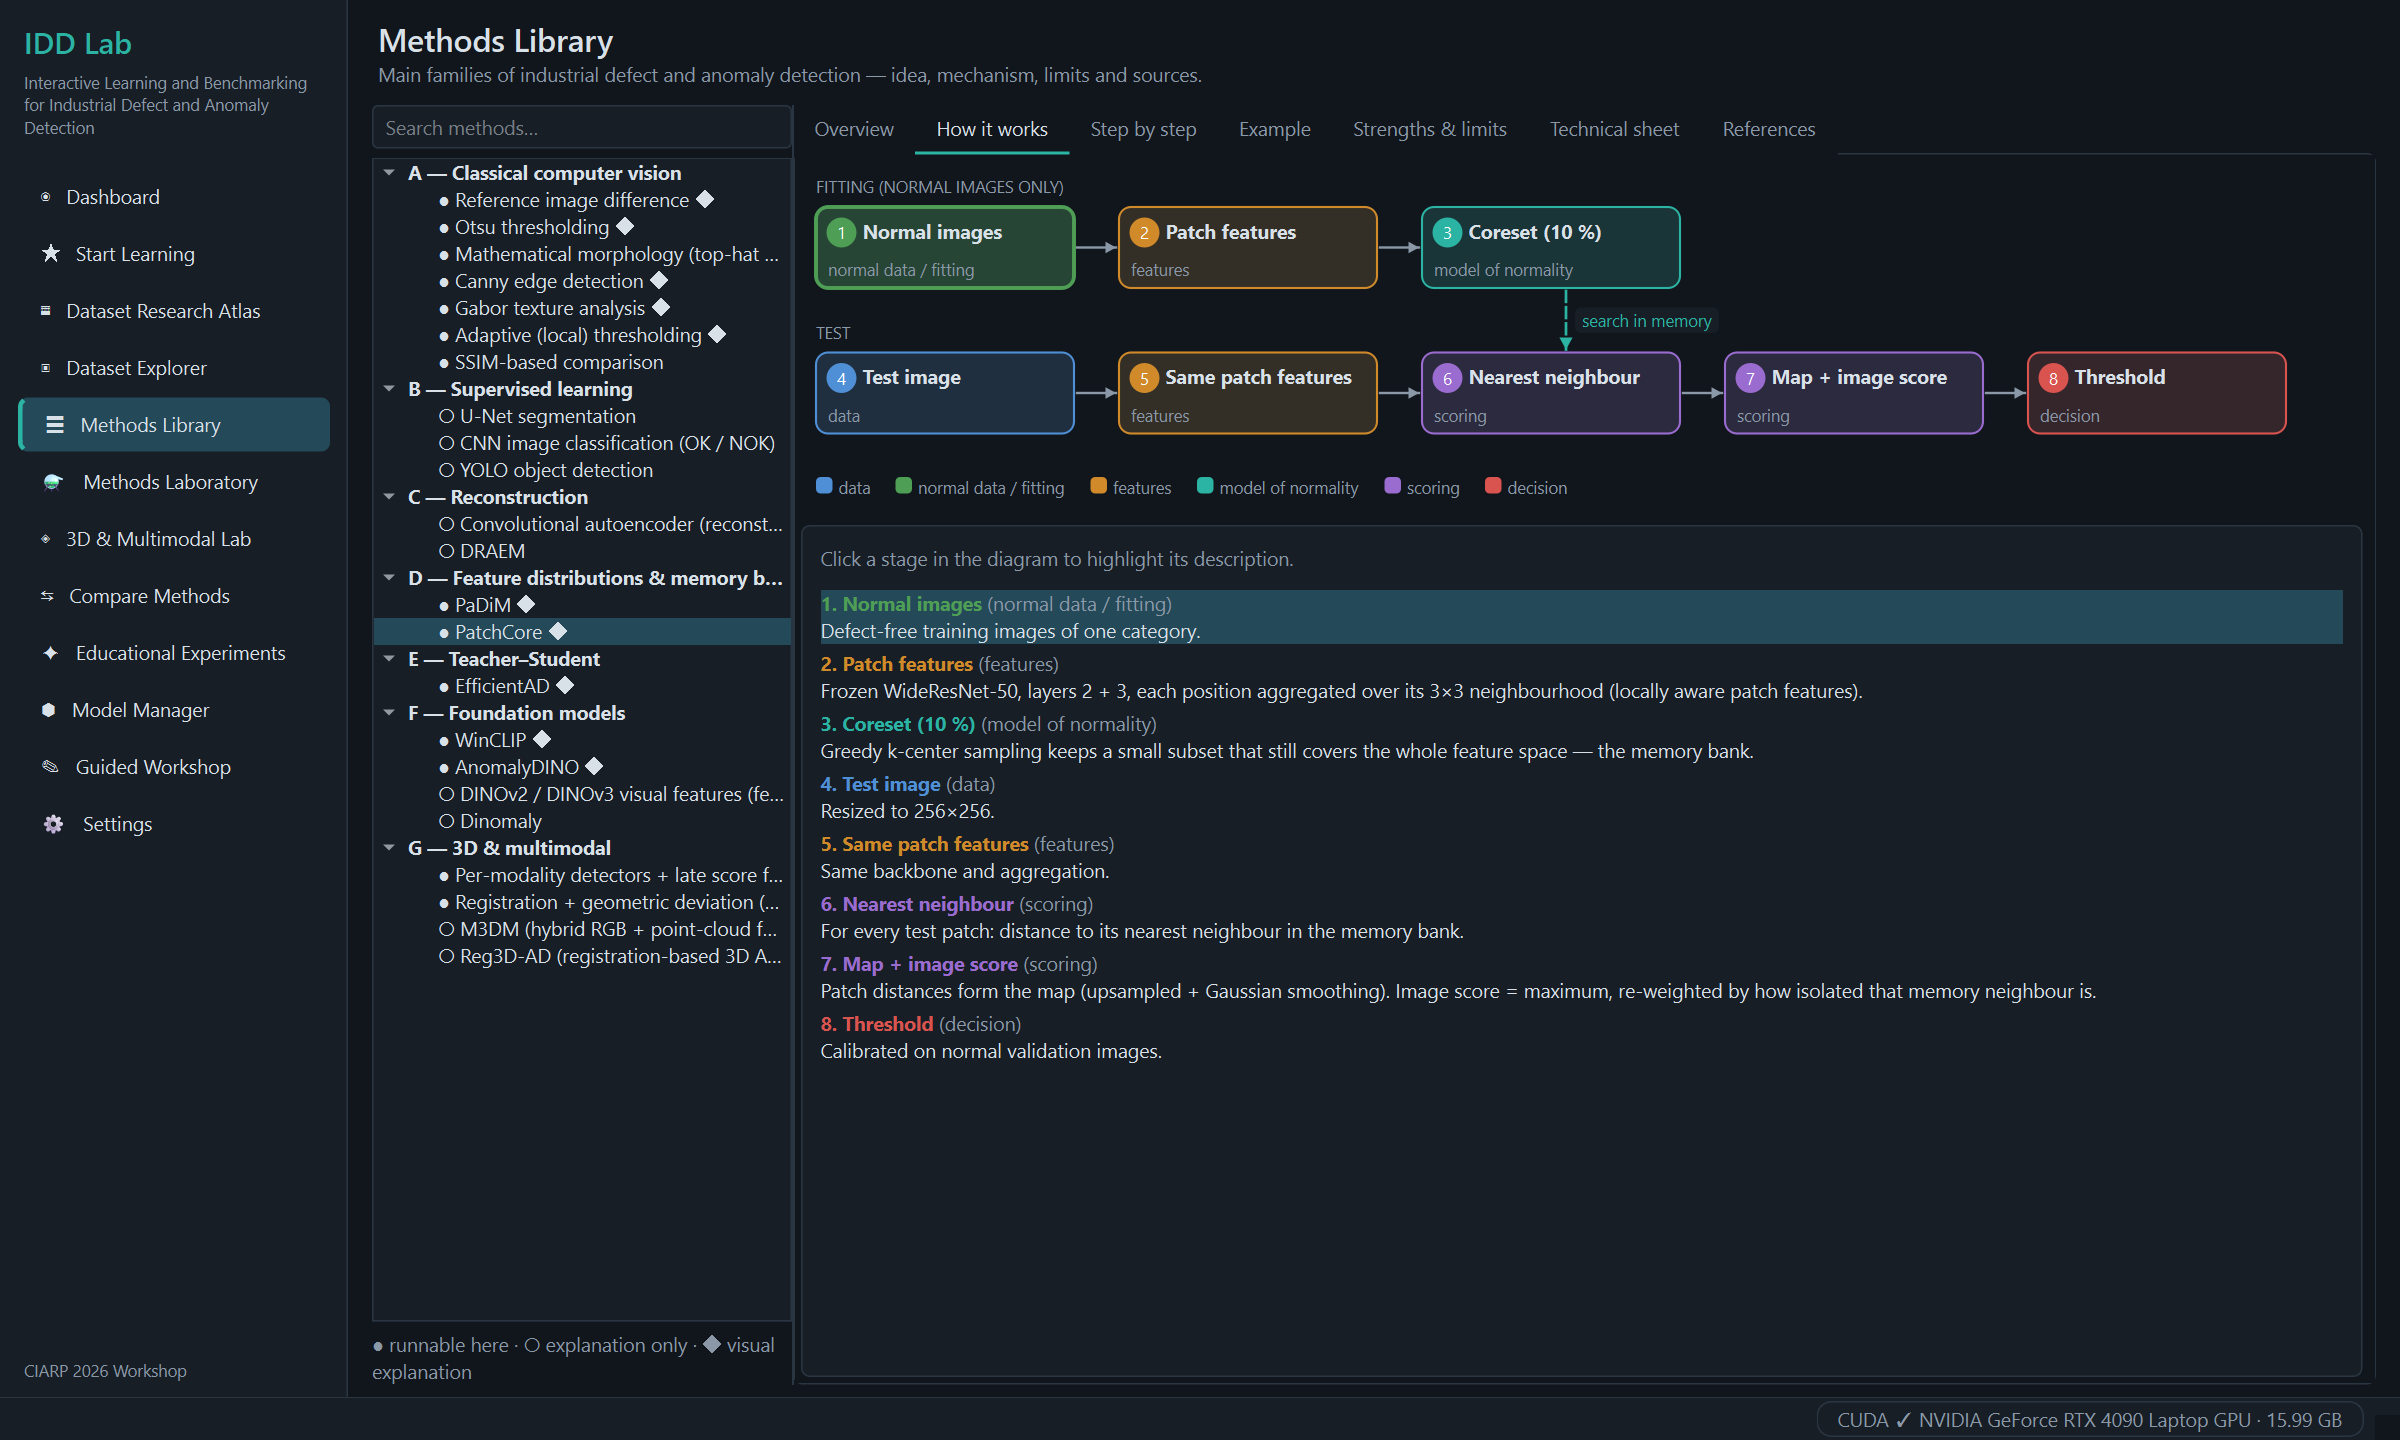 IDD Lab
Interactive Learning and Benchmarking
for Industrial Defect and Anomaly
Detection
Dashboard
Start Learning
Dataset Research Atlas
Dataset Explorer
Methods Library
Methods Laboratory
3D & Multimodal Lab
Compare Methods
Educational Experiments
Model Manager
Guided Workshop
Settings
CIARP 2026 Workshop
Methods Library
Main families of industrial defect and anomaly detection — idea, mechanism, limits and sources.
Search methods...
A — Classical computer vision
● Reference image difference ◆
● Otsu thresholding ◆
● Mathematical morphology (top-hat ...
● Canny edge detection ◆
● Gabor texture analysis ◆
● Adaptive (local) thresholding ◆
● SSIM-based comparison
B — Supervised learning
○ U-Net segmentation
○ CNN image classification (OK / NOK)
○ YOLO object detection
C — Reconstruction
○ Convolutional autoencoder (reconst...
○ DRAEM
D — Feature distributions & memory b...
● PaDiM ◆
● PatchCore ◆
E — Teacher–Student
● EfficientAD ◆
F — Foundation models
● WinCLIP ◆
● AnomalyDINO ◆
○ DINOv2 / DINOv3 visual features (fe...
○ Dinomaly
G — 3D & multimodal
● Per-modality detectors + late score f...
● Registration + geometric deviation (...
○ M3DM (hybrid RGB + point-cloud f...
○ Reg3D-AD (registration-based 3D A...
● runnable here · ○ explanation only · ◆ visual
explanation
Overview How it works Step by step Example Strengths & limits Technical sheet References
FITTING (NORMAL IMAGES ONLY)
1 Normal images
normal data / fitting
2 Patch features
features
3 Coreset (10 %)
model of normality
search in memory
TEST
4 Test image
data
5 Same patch features
features
6 Nearest neighbour
scoring
7 Map + image score
scoring
8 Threshold
decision
data normal data / fitting features model of normality scoring decision
Click a stage in the diagram to highlight its description.
1. Normal images (normal data / fitting)
Defect-free training images of one category.
2. Patch features (features)
Frozen WideResNet-50, layers 2 + 3, each position aggregated over its 3×3 neighbourhood (locally aware patch features).
3. Coreset (10 %) (model of normality)
Greedy k-center sampling keeps a small subset that still covers the whole feature space — the memory bank.
4. Test image (data)
Resized to 256×256.
5. Same patch features (features)
Same backbone and aggregation.
6. Nearest neighbour (scoring)
For every test patch: distance to its nearest neighbour in the memory bank.
7. Map + image score (scoring)
Patch distances form the map (upsampled + Gaussian smoothing). Image score = maximum, re-weighted by how isolated that memory neighbour is.
8. Threshold (decision)
Calibrated on normal validation images.
CUDA ✓ NVIDIA GeForce RTX 4090 Laptop GPU · 15.99 GB